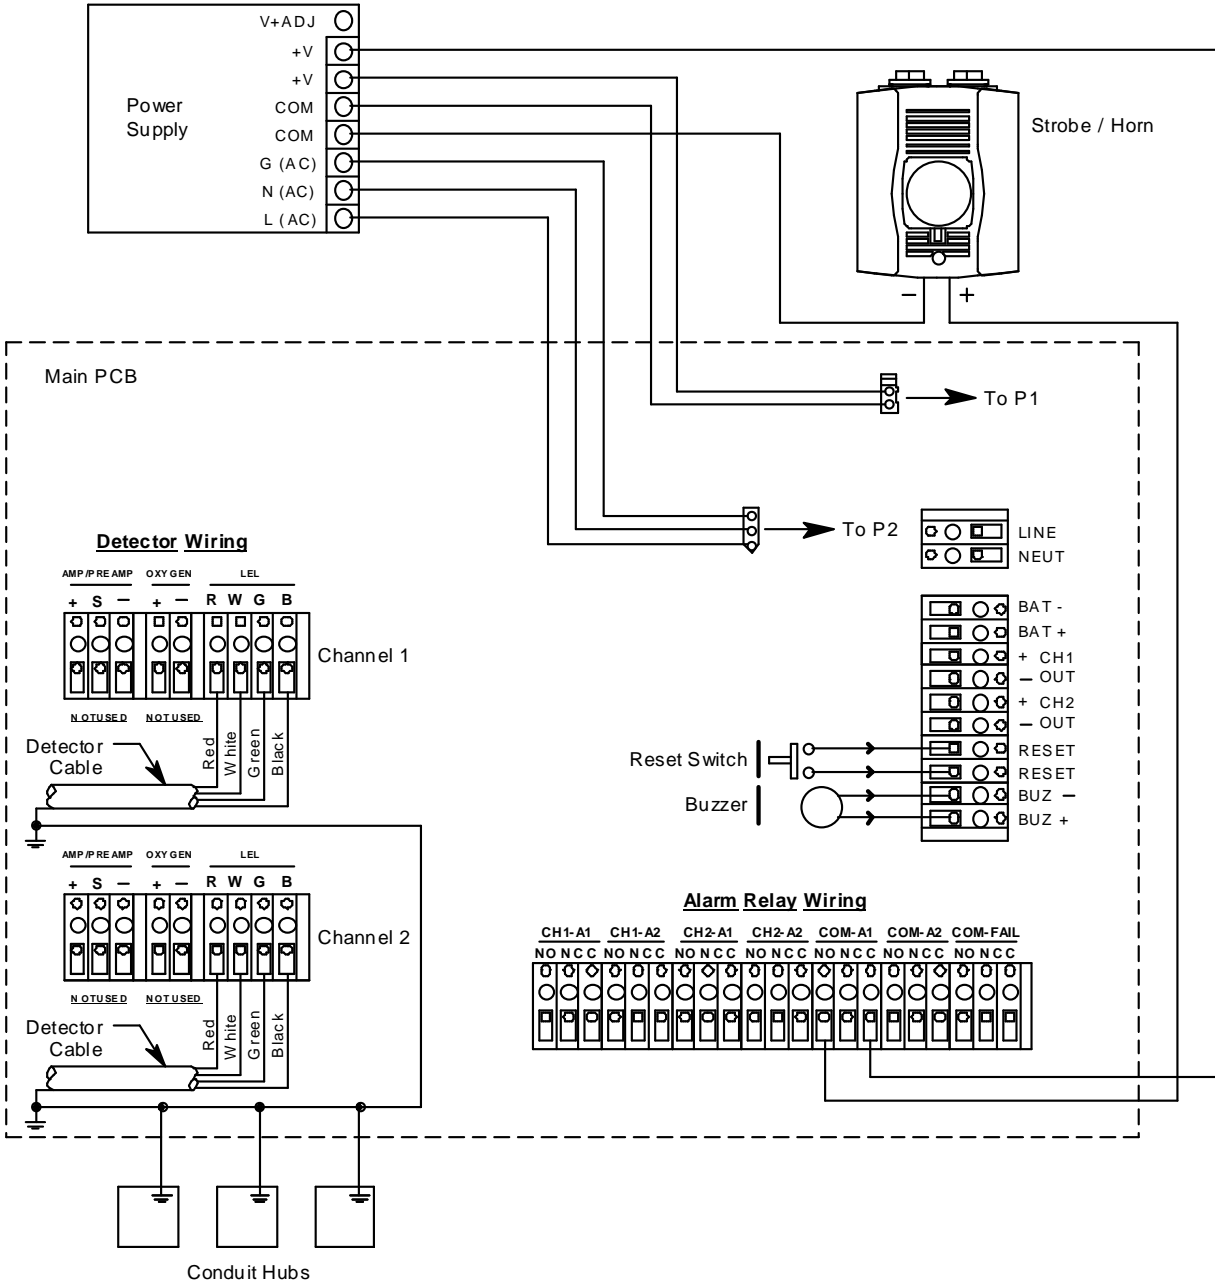 V+ADJ
+V
+V
COM
COM
G (AC)
N (AC)
L (AC)
Power
Supply
Strobe / Horn
− +
Main PCB
To P1
To P2
LINE
NEUT
Detector Wiring
AMP/PREAMP OXYGEN LEL
+ S − + − R W G B
Channel 1
NOT USED NOT USED
Detector
Cable
Red
White
Green
Black
BAT -
BAT +
+ CH1
− OUT
+ CH2
− OUT
RESET
RESET
BUZ −
BUZ +
Reset Switch
Buzzer
AMP/PREAMP OXYGEN LEL
+ S − + − R W G B
Channel 2
NOT USED NOT USED
Detector
Cable
Red
White
Green
Black
Alarm Relay Wiring
CH1-A1 CH1-A2 CH2-A1 CH2-A2 COM-A1 COM-A2 COM-FAIL
NO NC C NO NC C NO NC C NO NC C NO NC C NO NC C NO NC C
Conduit Hubs